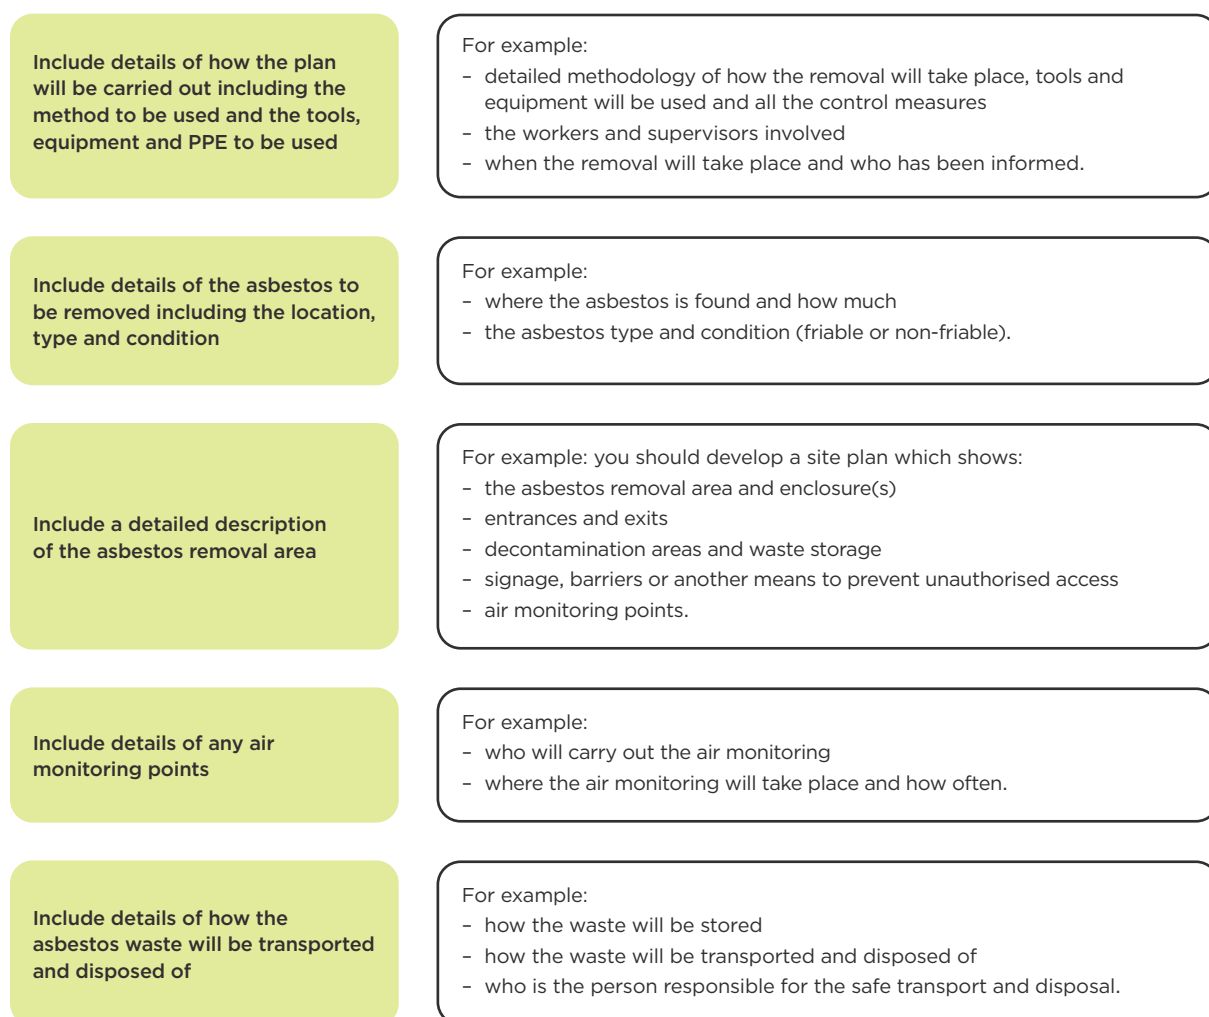 Include details of how the plan
will be carried out including the
method to be used and the tools,
equipment and PPE to be used
For example:
– detailed methodology of how the removal will take place, tools and
equipment will be used and all the control measures
– the workers and supervisors involved
– when the removal will take place and who has been informed.
Include details of the asbestos to
be removed including the location,
type and condition
For example:
– where the asbestos is found and how much
– the asbestos type and condition (friable or non-friable).
Include a detailed description
of the asbestos removal area
For example: you should develop a site plan which shows:
– the asbestos removal area and enclosure(s)
– entrances and exits
– decontamination areas and waste storage
– signage, barriers or another means to prevent unauthorised access
– air monitoring points.
Include details of any air
monitoring points
For example:
– who will carry out the air monitoring
– where the air monitoring will take place and how often.
Include details of how the
asbestos waste will be transported
and disposed of
For example:
– how the waste will be stored
– how the waste will be transported and disposed of
– who is the person responsible for the safe transport and disposal.